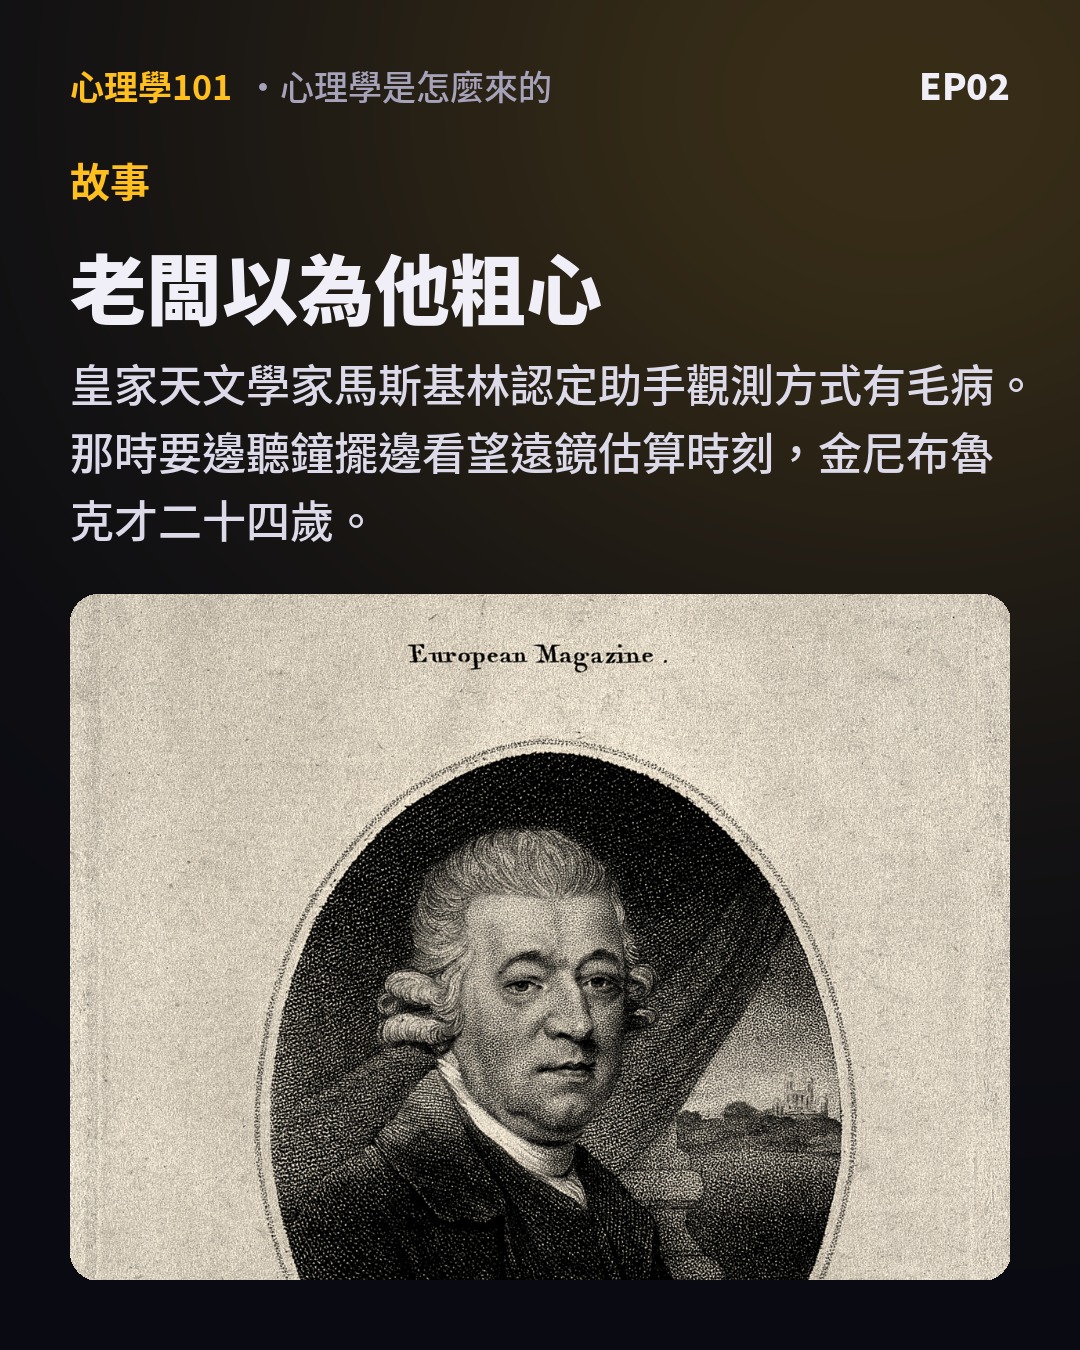 心理學101 ・心理學是怎麼來的 EP02
故事
老闆以為他粗心
皇家天文學家馬斯基林認定助手觀測方式有毛病。
那時要邊聽鐘擺邊看望遠鏡估算時刻，金尼布魯
克才二十四歲。
European Magazine .